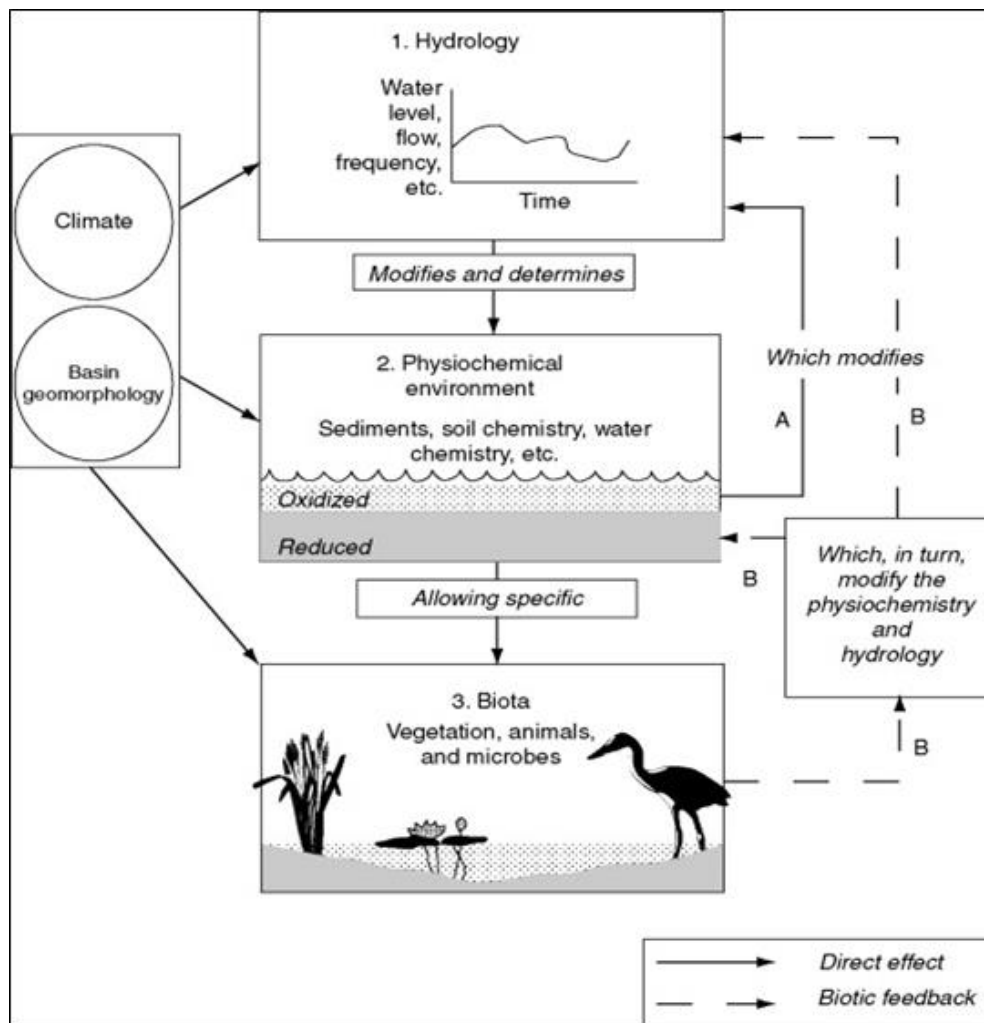 1. Hydrology
Water
level,
flow,
frequency,
etc.
Time
Climate
Basin
geomorphology
Modifies and determines
2. Physiochemical
environment
Sediments, soil chemistry, water
chemistry, etc.
Oxidized
Reduced
Which modifies
A
B
B
Which, in turn,
modify the
physiochemistry
and
hydrology
B
Allowing specific
3. Biota
Vegetation, animals,
and microbes
Direct effect
Biotic feedback